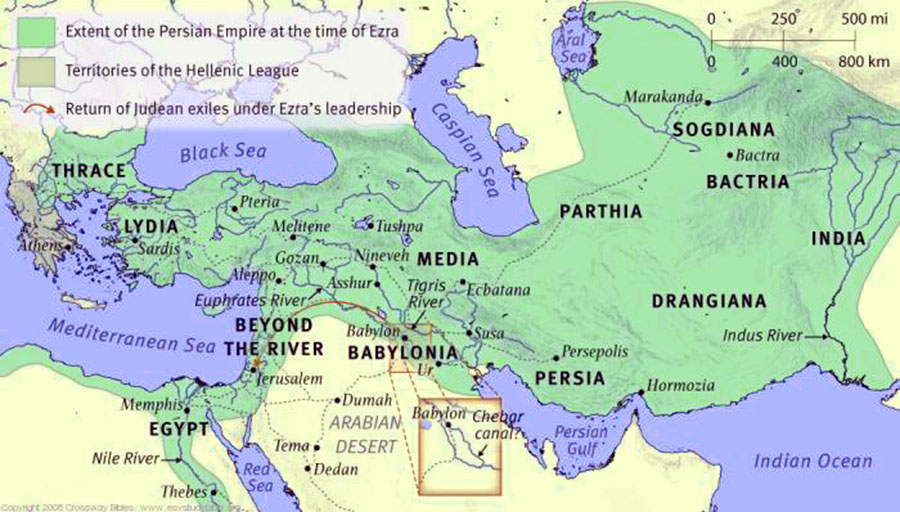 Extent of the Persian Empire at the time of Ezra
Territories of the Hellenic League
Return of Judean exiles under Ezra's leadership
0 250 500 mi
0 400 800 km
Aral
Sea
Caspian Sea
Black Sea
Marakanda
SOGDIANA
Bactra
BACTRIA
THRACE
Pteria
PARTHIA
LYDIA
Melitene
Tushpa
INDIA
Athens
Sardis
Gozan
Nineveh
MEDIA
Aleppo
Asshur
Tigris
River
Ecbatana
Euphrates River
DRANGIANA
Mediterranean Sea
BEYOND
THE RIVER
Babylon
Susa
Indus River
BABYLONIA
Persepolis
Ur
PERSIA
Jerusalem
Hormozia
Memphis
Dumah
EGYPT
ARABIAN
DESERT
Babylon
Chebar
canal?
Persian
Gulf
Nile River
Tema
Red
Sea
Dedan
Indian Ocean
Thebes
Copyright 2008 Crossway Bibles.